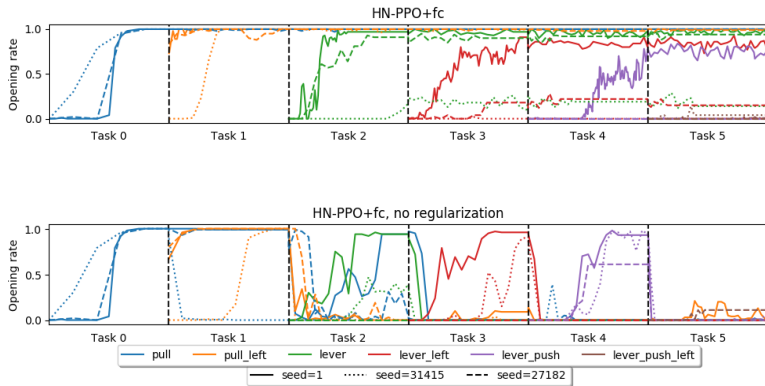 HN-PPO+fc
Opening rate
1.0
0.5
0.0
Task 0 Task 1 Task 2 Task 3 Task 4 Task 5
HN-PPO+fc, no regularization
Opening rate
1.0
0.5
0.0
Task 0 Task 1 Task 2 Task 3 Task 4 Task 5
pull pull_left lever lever_left lever_push lever_push_left
seed=1 seed=31415 seed=27182